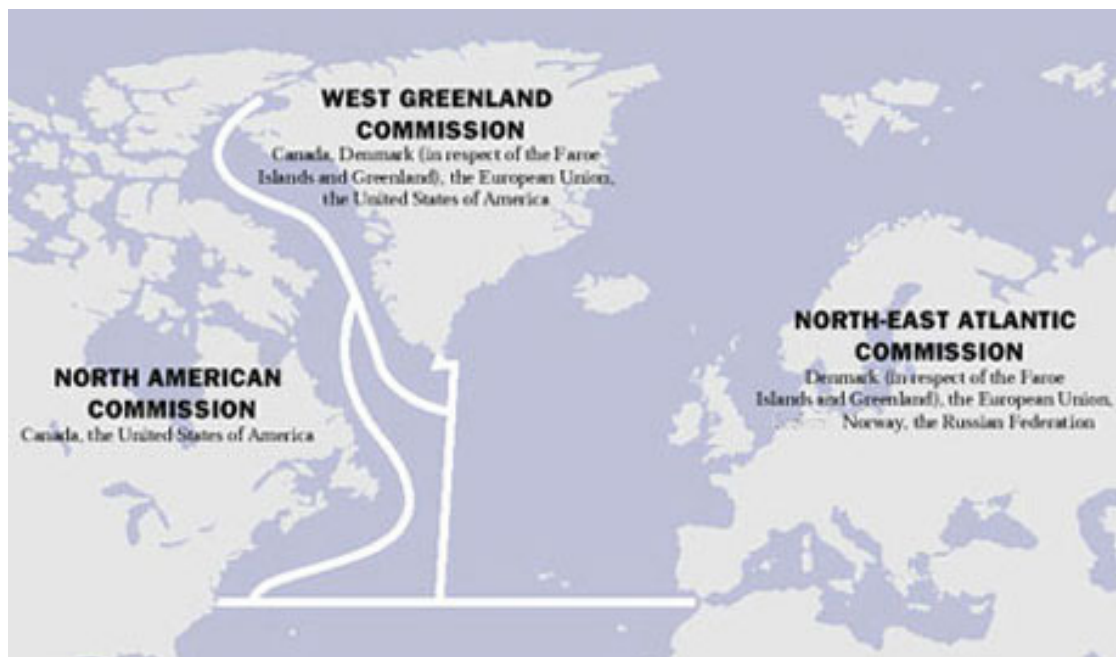 WEST GREENLAND
COMMISSION
Canada, Denmark (in respect of the Faroe
Islands and Greenland), the European Union,
the United States of America
NORTH AMERICAN
COMMISSION
Canada, the United States of America
NORTH-EAST ATLANTIC
COMMISSION
Denmark (in respect of the Faroe
Islands and Greenland), the European Union,
Norway, the Russian Federation